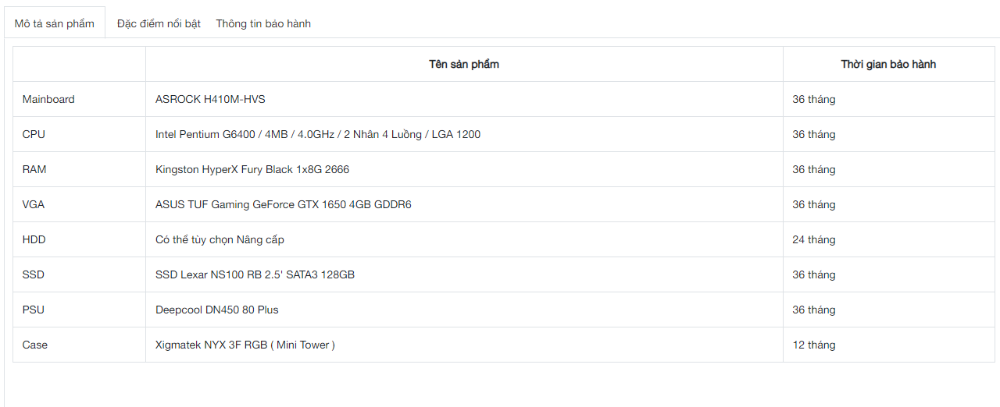 Mô tả sản phẩm Đặc điểm nổi bật Thông tin bảo hành
Tên sản phẩm Thời gian bảo hành
Mainboard ASROCK H410M-HVS 36 tháng
CPU Intel Pentium G6400 / 4MB / 4.0GHz / 2 Nhân 4 Luồng / LGA 1200 36 tháng
RAM Kingston HyperX Fury Black 1x8G 2666 36 tháng
VGA ASUS TUF Gaming GeForce GTX 1650 4GB GDDR6 36 tháng
HDD Có thể tùy chọn Nâng cấp 24 tháng
SSD SSD Lexar NS100 RB 2.5' SATA3 128GB 36 tháng
PSU Deepcool DN450 80 Plus 36 tháng
Case Xigmatek NYX 3F RGB ( Mini Tower ) 12 tháng